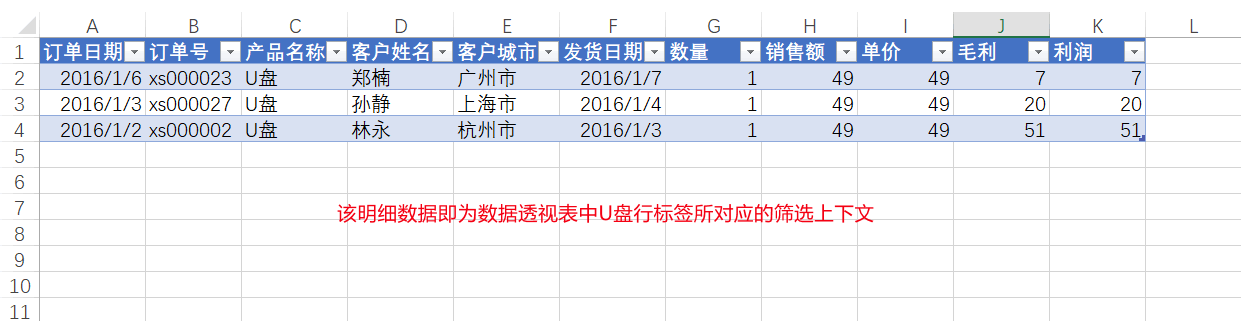 A B C D E F G H I J K L
1 订单日期 订单号 产品名称 客户姓名 客户城市 发货日期 数量 销售额 单价 毛利 利润
2 2016/1/6 xs000023 U盘 郑楠 广州市 2016/1/7 1 49 49 7 7
3 2016/1/3 xs000027 U盘 孙静 上海市 2016/1/4 1 49 49 20 20
4 2016/1/2 xs000002 U盘 林永 杭州市 2016/1/3 1 49 49 51 51
5
6
7 该明细数据即为数据透视表中U盘行标签所对应的筛选上下文
8
9
10
11